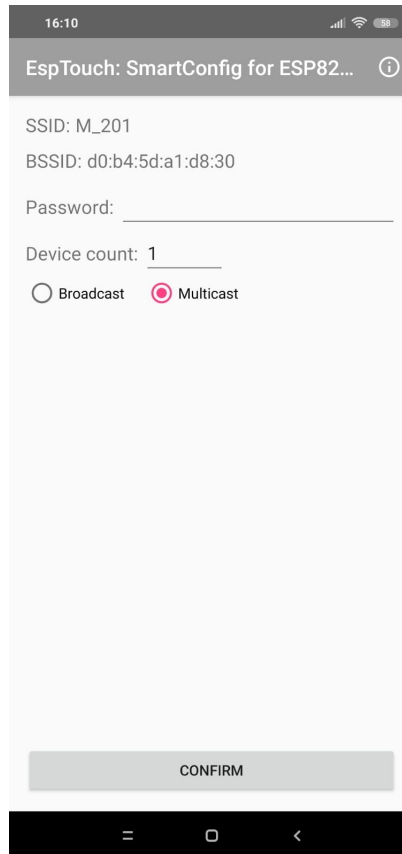 16:10 58
EspTouch: SmartConfig for ESP82...
SSID: M_201
BSSID: d0:b4:5d:a1:d8:30
Password:
Device count: 1
Broadcast Multicast
CONFIRM